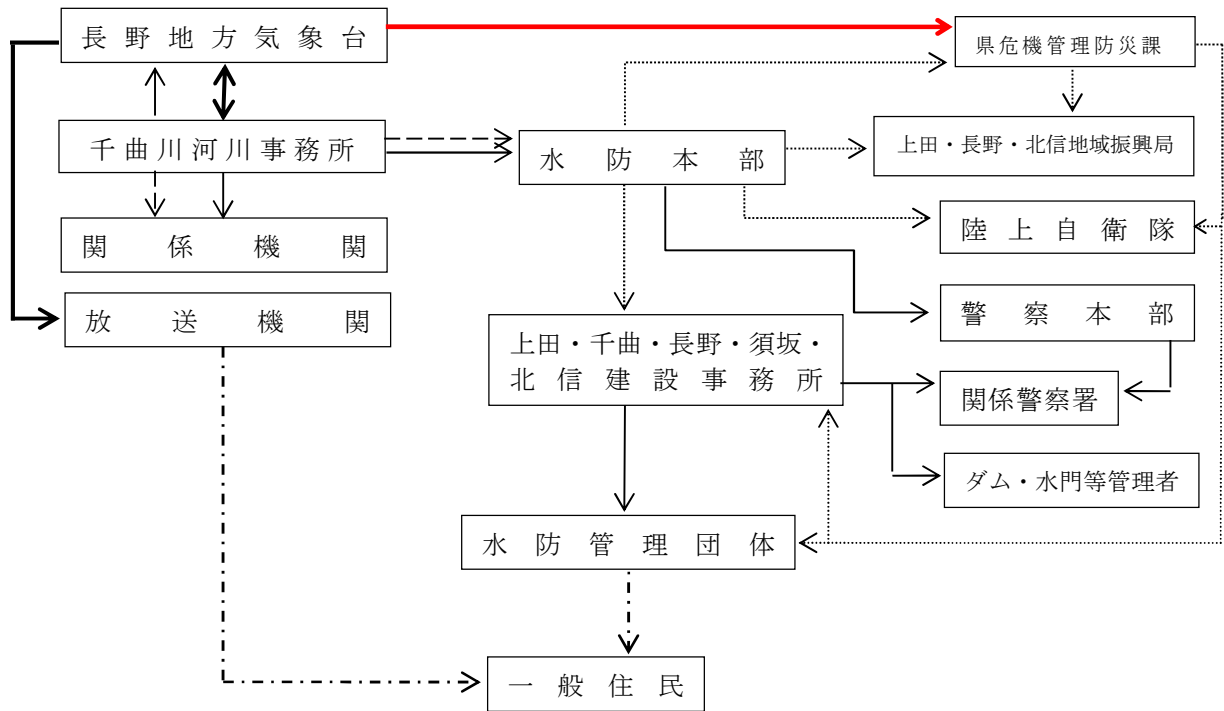 長野地方気象台
県危機管理防災課
千曲川河川事務所
水防本部
上田・長野・北信地域振興局
関係機関
陸上自衛隊
放送機関
警察本部
上田・千曲・長野・須坂・
北信建設事務所
関係警察署
ダム・水門等管理者
水防管理団体
一般住民